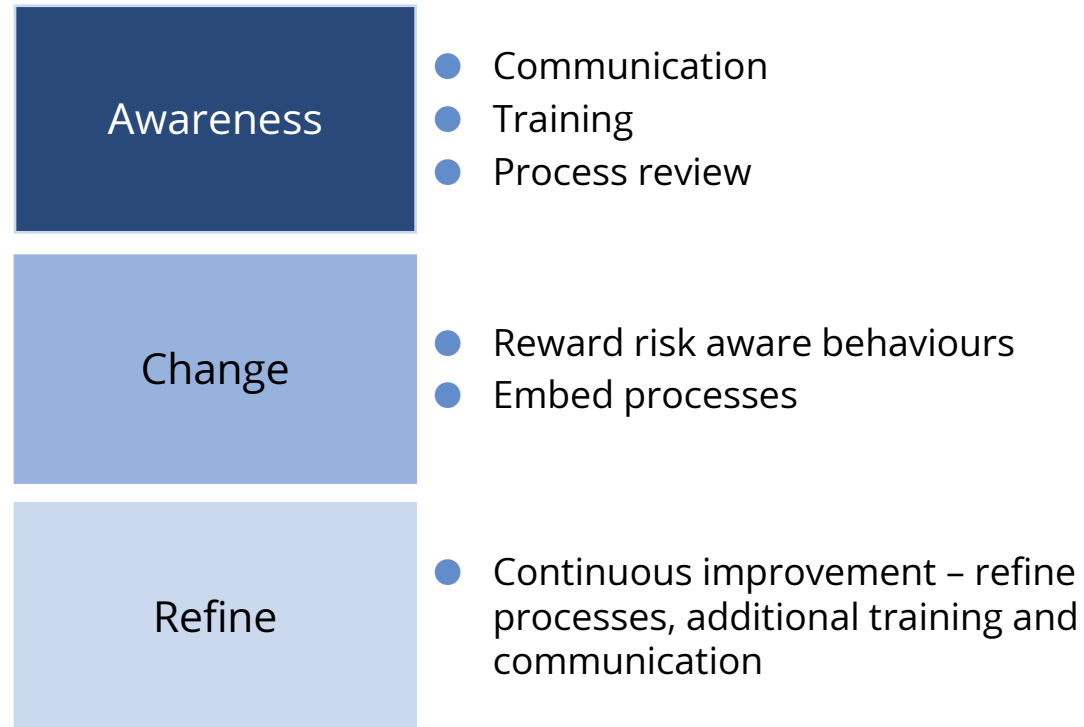 Awareness
Communication
Training
Process review
Change
Reward risk aware behaviours
Embed processes
Refine
Continuous improvement – refine
processes, additional training and
communication